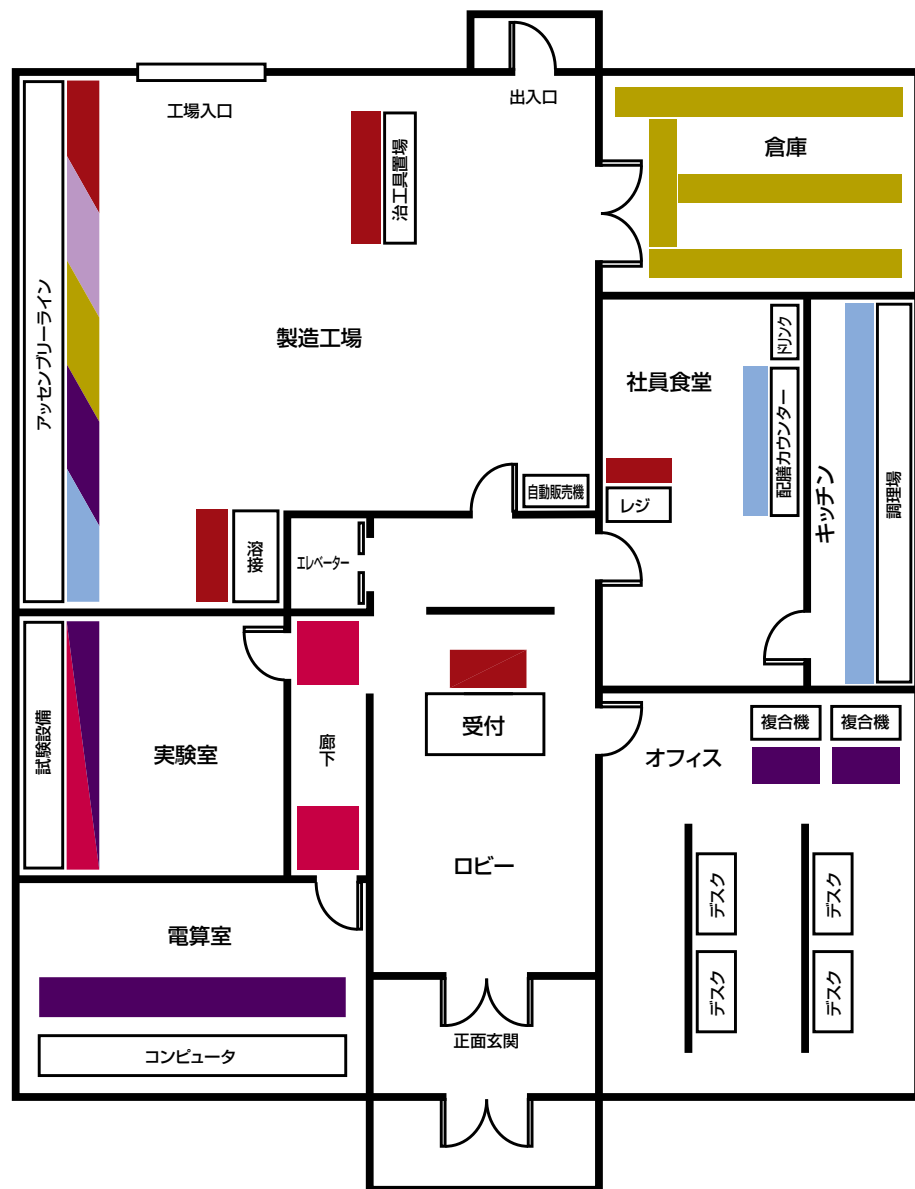 工場入口
出入口
倉庫
治工具置場
アッセンブリーライン
製造工場
ドリンク
社員食堂
配膳カウンター
キッチン
調理場
自動販売機
レジ
溶接
エレベーター
試験設備
実験室
廊下
受付
複合機
複合機
オフィス
ロビー
デスク
デスク
電算室
デスク
デスク
正面玄関
コンピュータ